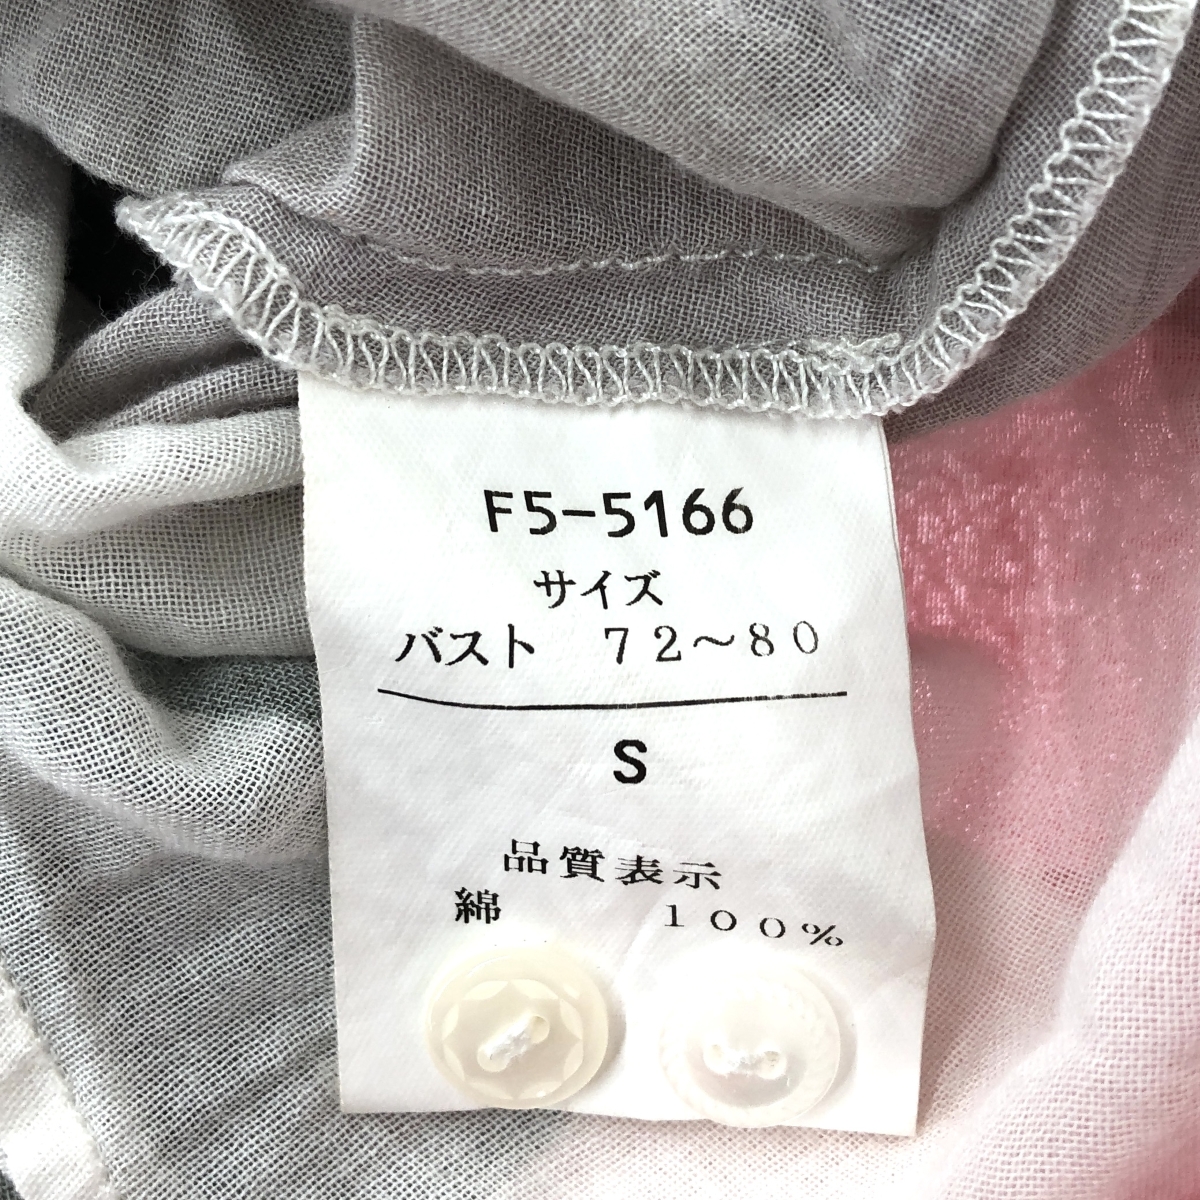 F5-5166
サイズ
バスト 72〜80
S
品質表示
綿 100%